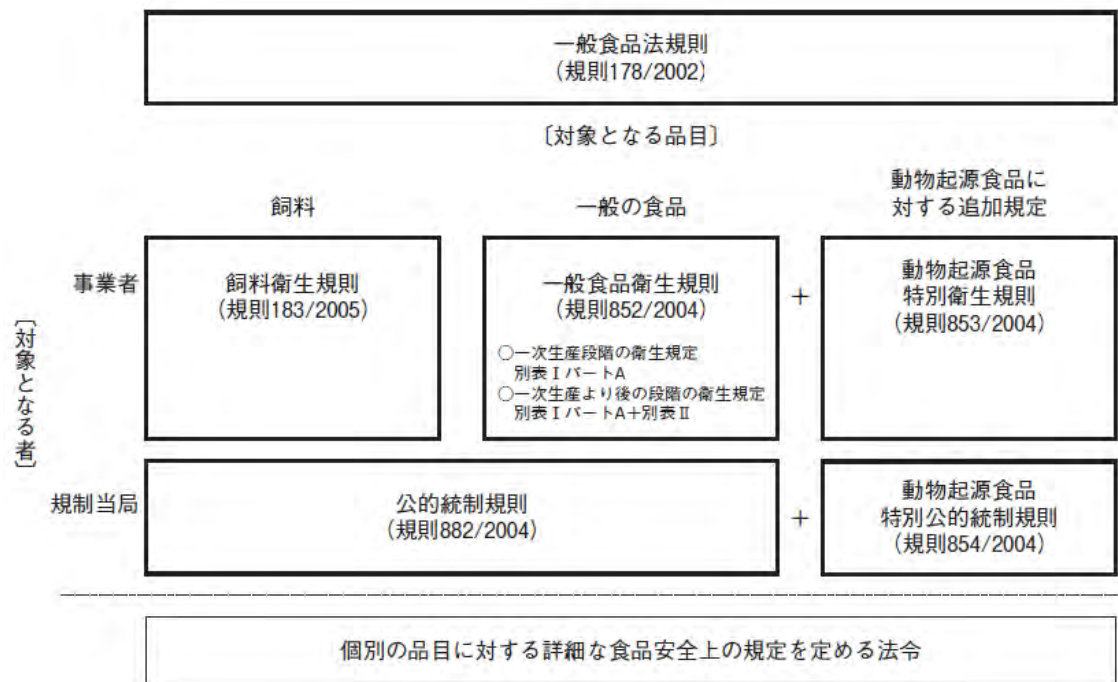 一般食品法規則
(規則178/2002)
〔対象となる品目〕
飼料
一般の食品
動物起源食品に
対する追加規定
〔対象となる者〕
事業者
飼料衛生規則
(規則183/2005)
一般食品衛生規則
(規則852/2004)
○一次生産段階の衛生規定
別表ⅠパートA
○一次生産より後の段階の衛生規定
別表ⅠパートA+別表Ⅱ
+
動物起源食品
特別衛生規則
(規則853/2004)
規制当局
公的統制規則
(規則882/2004)
+
動物起源食品
特別公的統制規則
(規則854/2004)
個別の品目に対する詳細な食品安全上の規定を定める法令